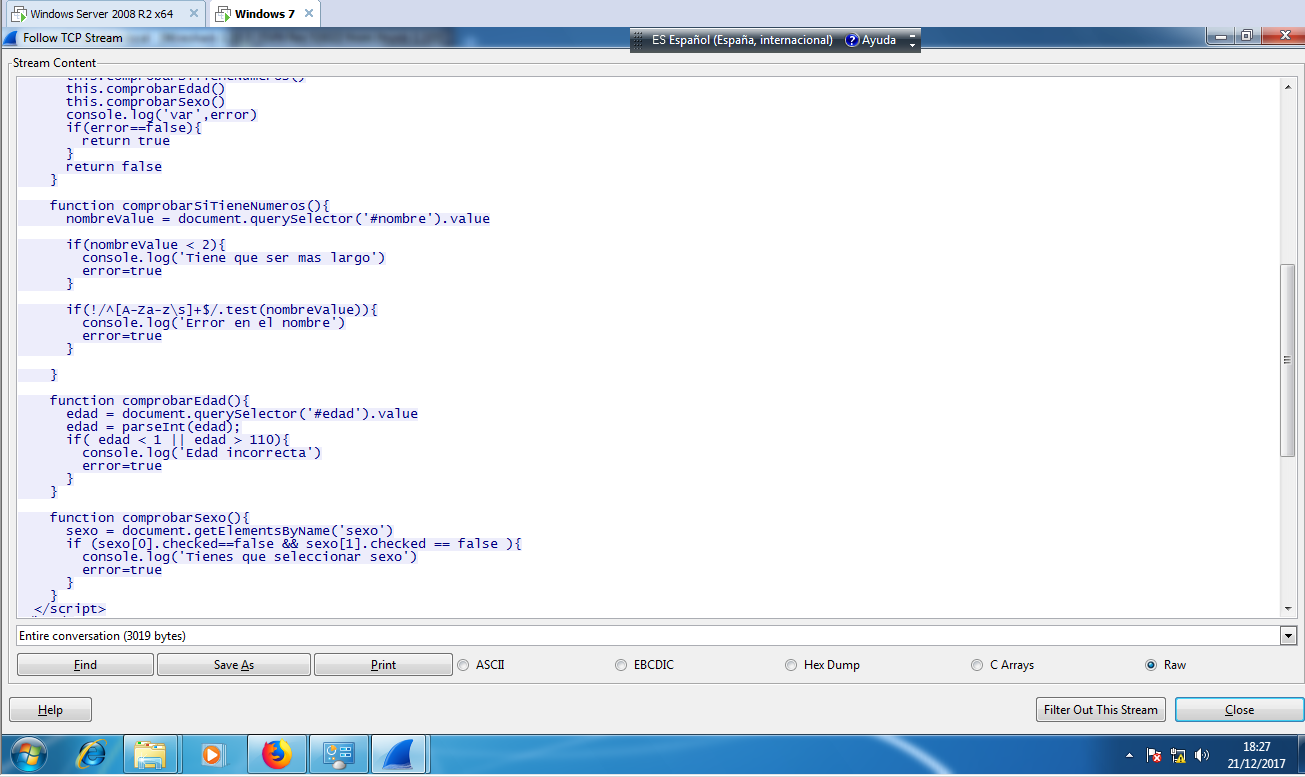 Windows Server 2008 R2 x64
Windows 7
Follow TCP Stream
ES Español (España, internacional) Ayuda
Stream Content
this.comprobarSiTieneNumeros()
this.comprobarEdad()
this.comprobarSexo()
console.log('var',error)
if(error==false){
return true
}
return false
}
function comprobarSiTieneNumeros(){
nombreValue = document.querySelector('#nombre').value
if(nombreValue < 2){
console.log('Tiene que ser mas largo')
error=true
}
if(!/^[A-Za-z\s]+$/.test(nombreValue)){
console.log('Error en el nombre')
error=true
}
}
function comprobarEdad(){
edad = document.querySelector('#edad').value
edad = parseInt(edad);
if( edad < 1 || edad > 110){
console.log('Edad incorrecta')
error=true
}
}
function comprobarSexo(){
sexo = document.getElementsByName('sexo')
if (sexo[0].checked==false && sexo[1].checked == false ){
console.log('Tienes que seleccionar sexo')
error=true
}
}
</script>
Entire conversation (3019 bytes)
Find Save As Print ASCII EBCDIC Hex Dump C Arrays Raw
Help Filter Out This Stream Close
18:27
21/12/2017